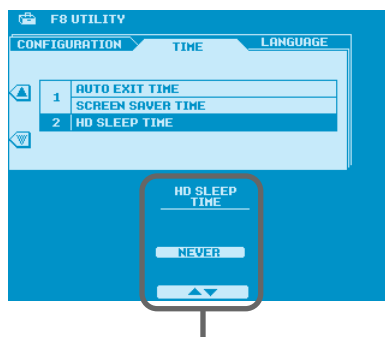 F8 UTILITY
CONFIGURATION TIME LANGUAGE
1 AUTO EXIT TIME
SCREEN SAVER TIME
2 HD SLEEP TIME
HD SLEEP
TIME
NEVER